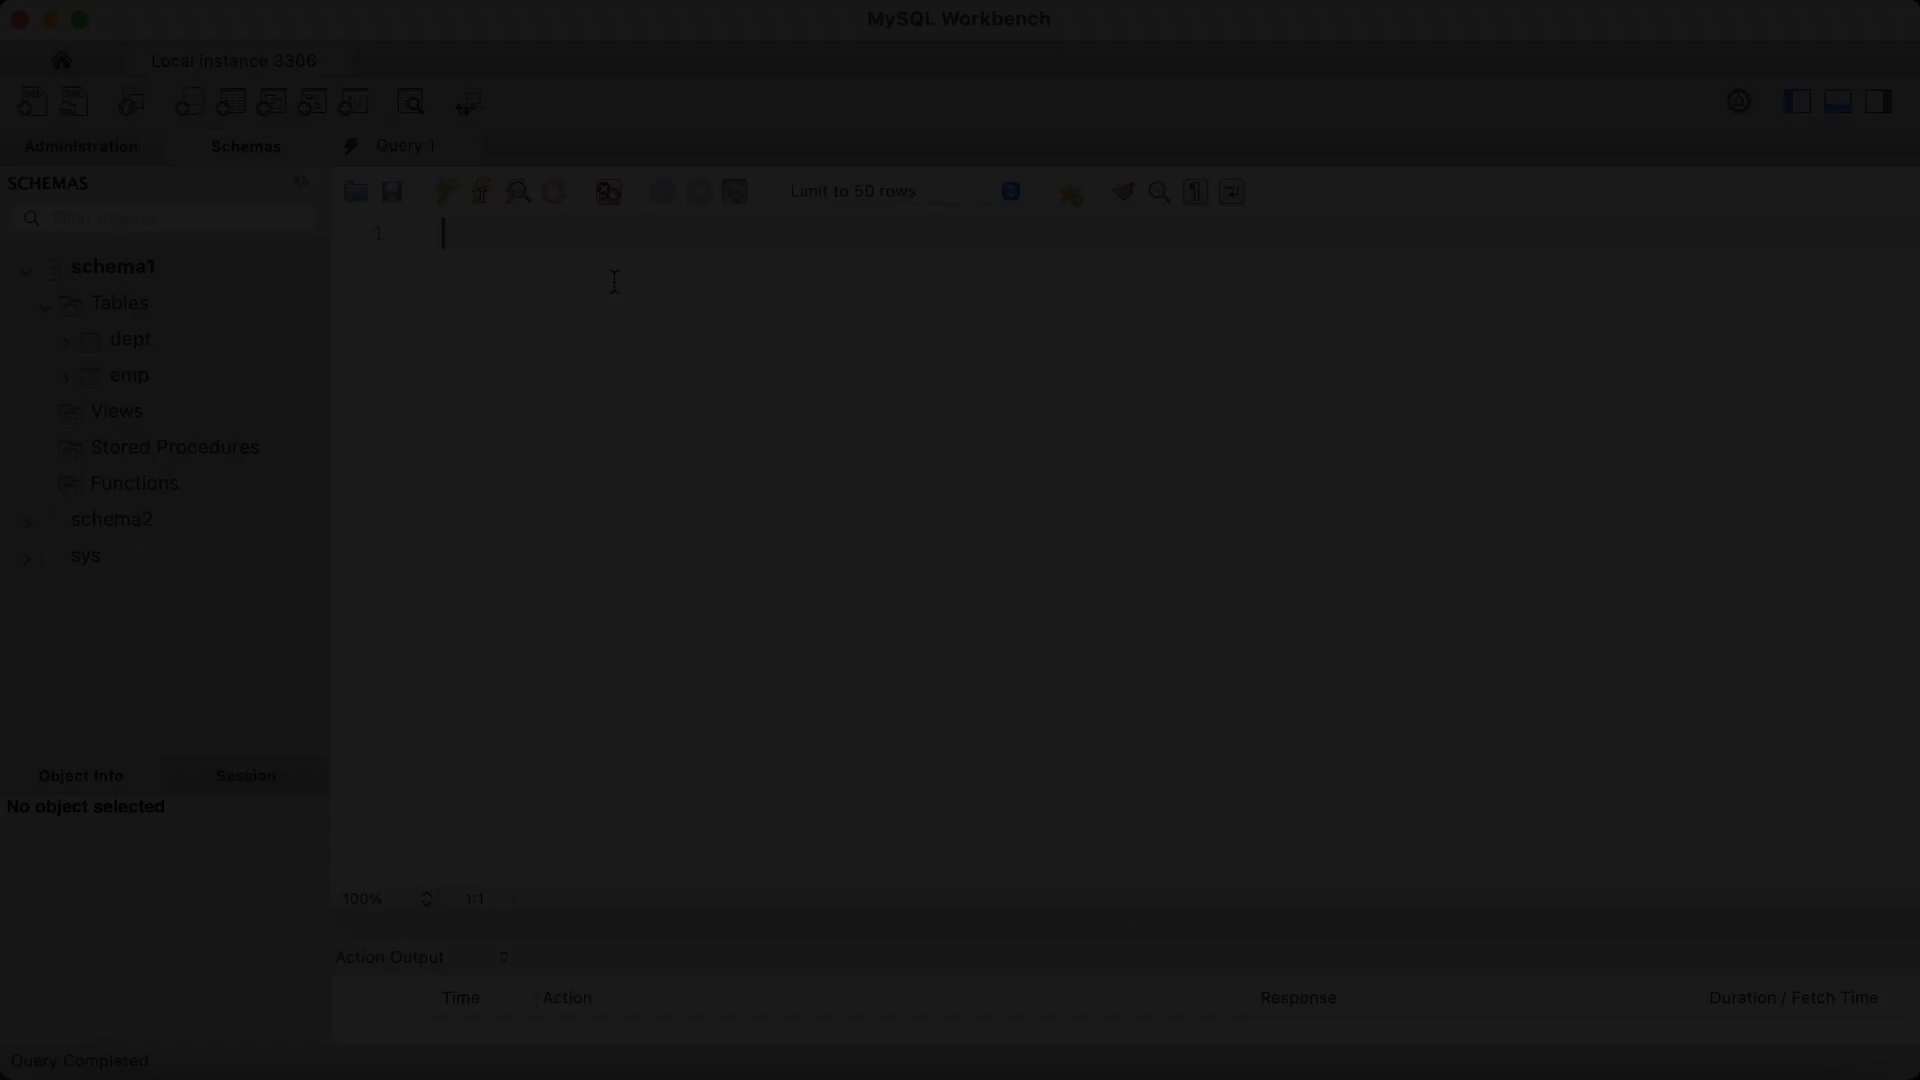 MySQL Workbench
Local instance 3306
Administration
Schemas
Query 1
SCHEMAS
Filter objects
Limit to 50 rows
1
schema1
Tables
dept
emp
Views
Stored Procedures
Functions
schema2
sys
Object Info
Session
No object selected
100%
1:1
Action Output
Time
Action
Response
Duration / Fetch Time
Query Completed